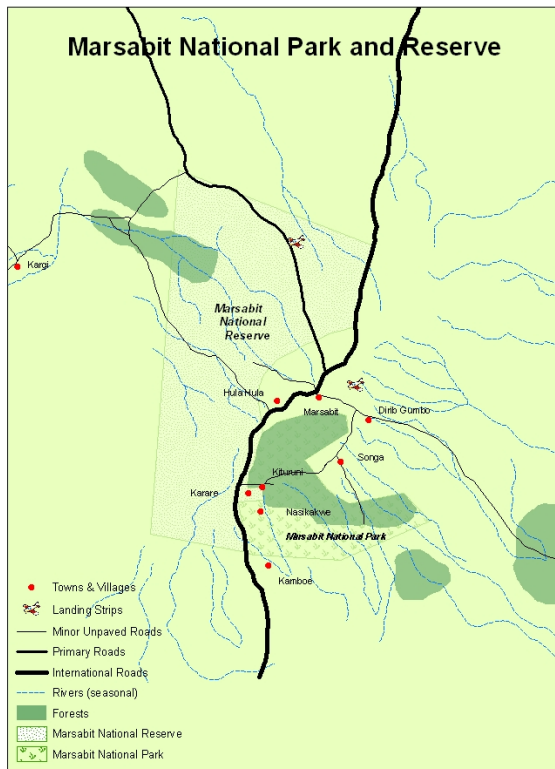 Marsabit National Park and Reserve
Kargi
Marsabit
National
Reserve
Hula Hula
Marsabit
Dirib Gumbo
Songa
Kituruni
Karare
Nasikakwe
Marsabit National Park
Kamboe
Towns & Villages
Landing Strips
Minor Unpaved Roads
Primary Roads
International Roads
Rivers (seasonal)
Forests
Marsabit National Reserve
Marsabit National Park